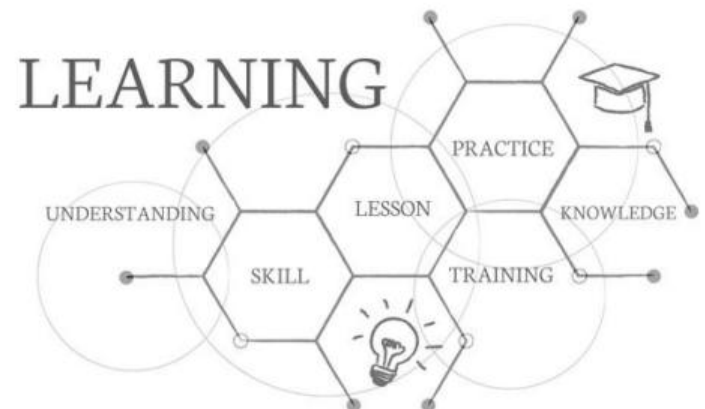 LEARNING
PRACTICE
UNDERSTANDING
LESSON
KNOWLEDGE
SKILL
TRAINING